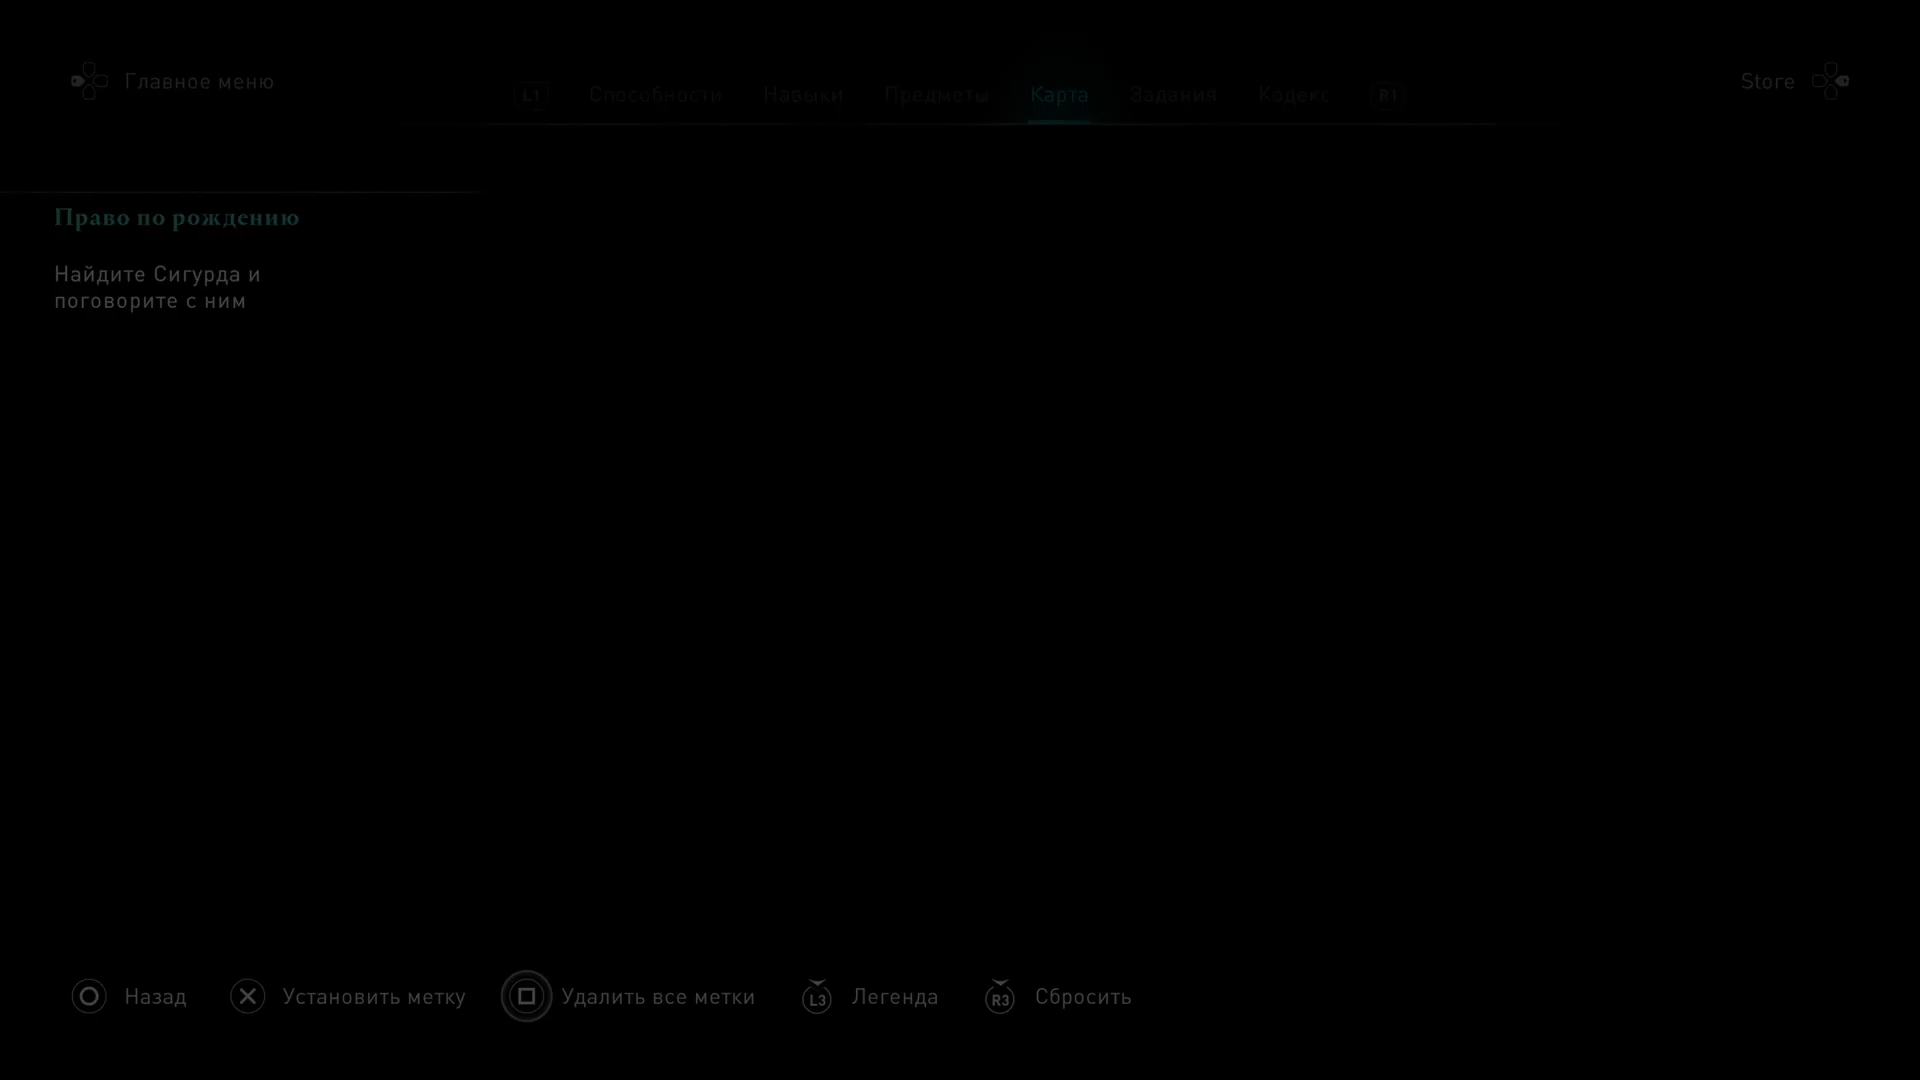 Главное меню
L1 Способности Навыки Предметы Карта Задания Кодекс R1
Store
Право по рождению
Найдите Сигурда и
поговорите с ним
Назад Установить метку Удалить все метки L3 Легенда R3 Сбросить